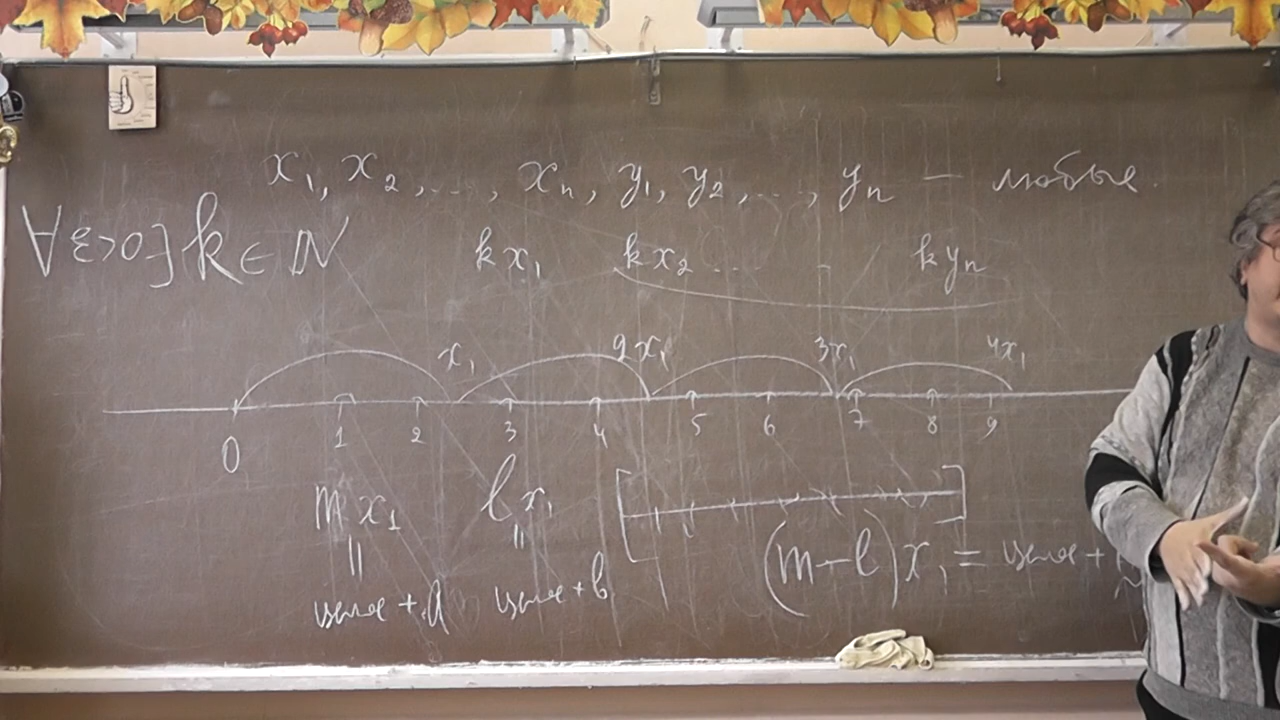 x₁, x₂, ..., xₙ, y₁, y₂, ..., yₙ — любые.
∀ε>0 ∃ k ∈ ℕ kx₁ kx₂ ... kyₙ
x₁ 2x₁ 3x₁ 4x₁
0 1 2 3 4 5 6 7 8 9
mx₁ lx₁
= =
целое + a целое + b
(m-l)x₁ = целое +